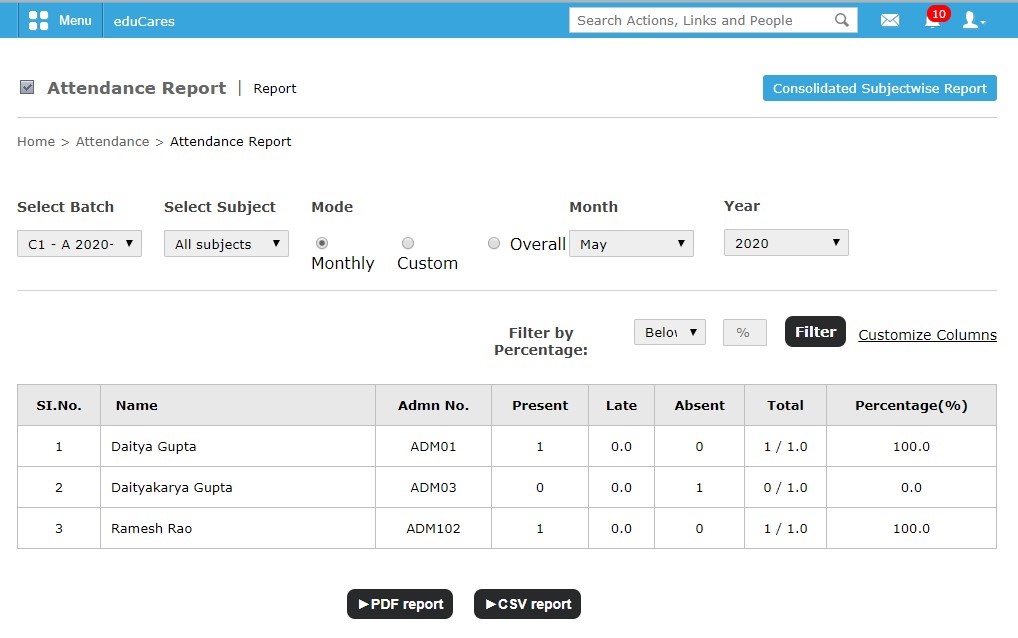 Menu eduCares Search Actions, Links and People 10
Attendance Report | Report Consolidated Subjectwise Report
Home > Attendance > Attendance Report
Select Batch Select Subject Mode Month Year
C1 - A 2020- All subjects Overall May 2020
Monthly Custom
Filter by
Percentage:
Belov % Filter Customize Columns
SI.No. Name Admn No. Present Late Absent Total Percentage(%)
1 Daitya Gupta ADM01 1 0.0 0 1 / 1.0 100.0
2 Daityakarya Gupta ADM03 0 0.0 1 0 / 1.0 0.0
3 Ramesh Rao ADM102 1 0.0 0 1 / 1.0 100.0
►PDF report ►CSV report